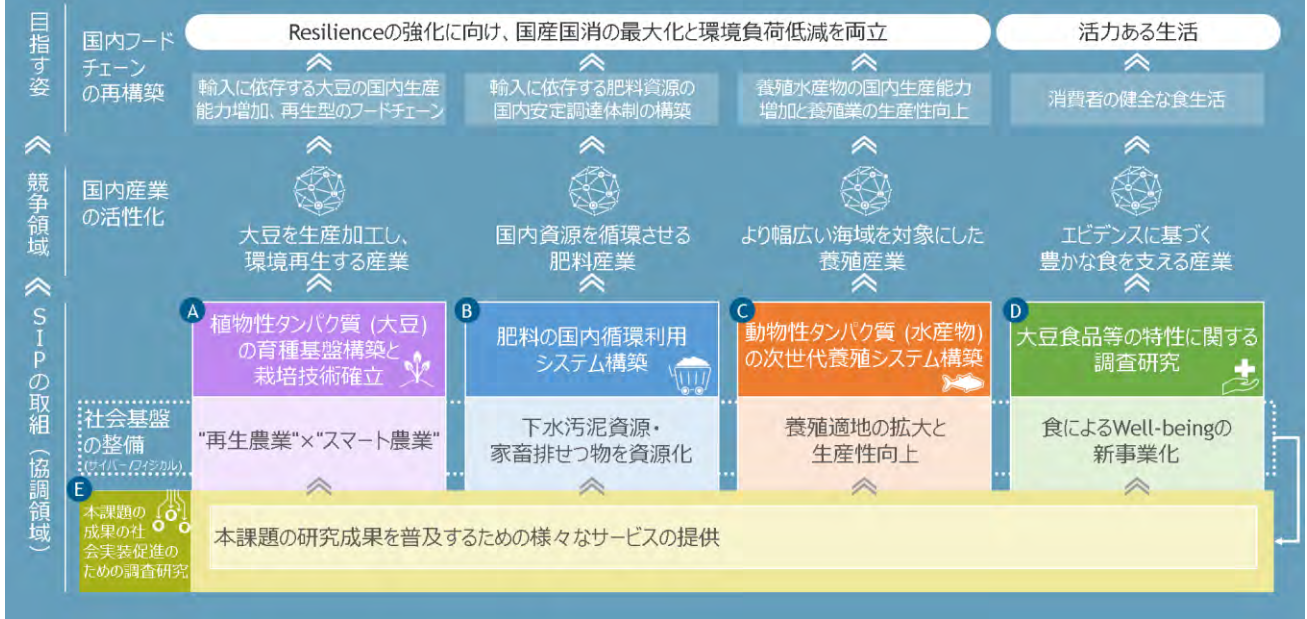 目指す姿
国内フード
チェーン
の再構築
Resilienceの強化に向け、国産国消の最大化と環境負荷低減を両立
活力ある生活
輸入に依存する大豆の国内生産
能力増加、再生型のフードチェーン
輸入に依存する肥料資源の
国内安定調達体制の構築
養殖水産物の国内生産能力
増加と養殖業の生産性向上
消費者の健全な食生活
競争領域
国内産業
の活性化
大豆を生産加工し、
環境再生する産業
国内資源を循環させる
肥料産業
より幅広い海域を対象にした
養殖産業
エビデンスに基づく
豊かな食を支える産業
SIPの取組(協調領域)
A
植物性タンパク質 (大豆)
の育種基盤構築と
栽培技術確立
B
肥料の国内循環利用
システム構築
C
動物性タンパク質 (水産物)
の次世代養殖システム構築
D
大豆食品等の特性に関する
調査研究
社会基盤
の整備
(サイバー/フィジカル)
"再生農業"×"スマート農業"
下水汚泥資源・
家畜排せつ物を資源化
養殖適地の拡大と
生産性向上
食によるWell-beingの
新事業化
E
本課題の
成果の社
会実装促進の
ための調査研究
本課題の研究成果を普及するための様々なサービスの提供